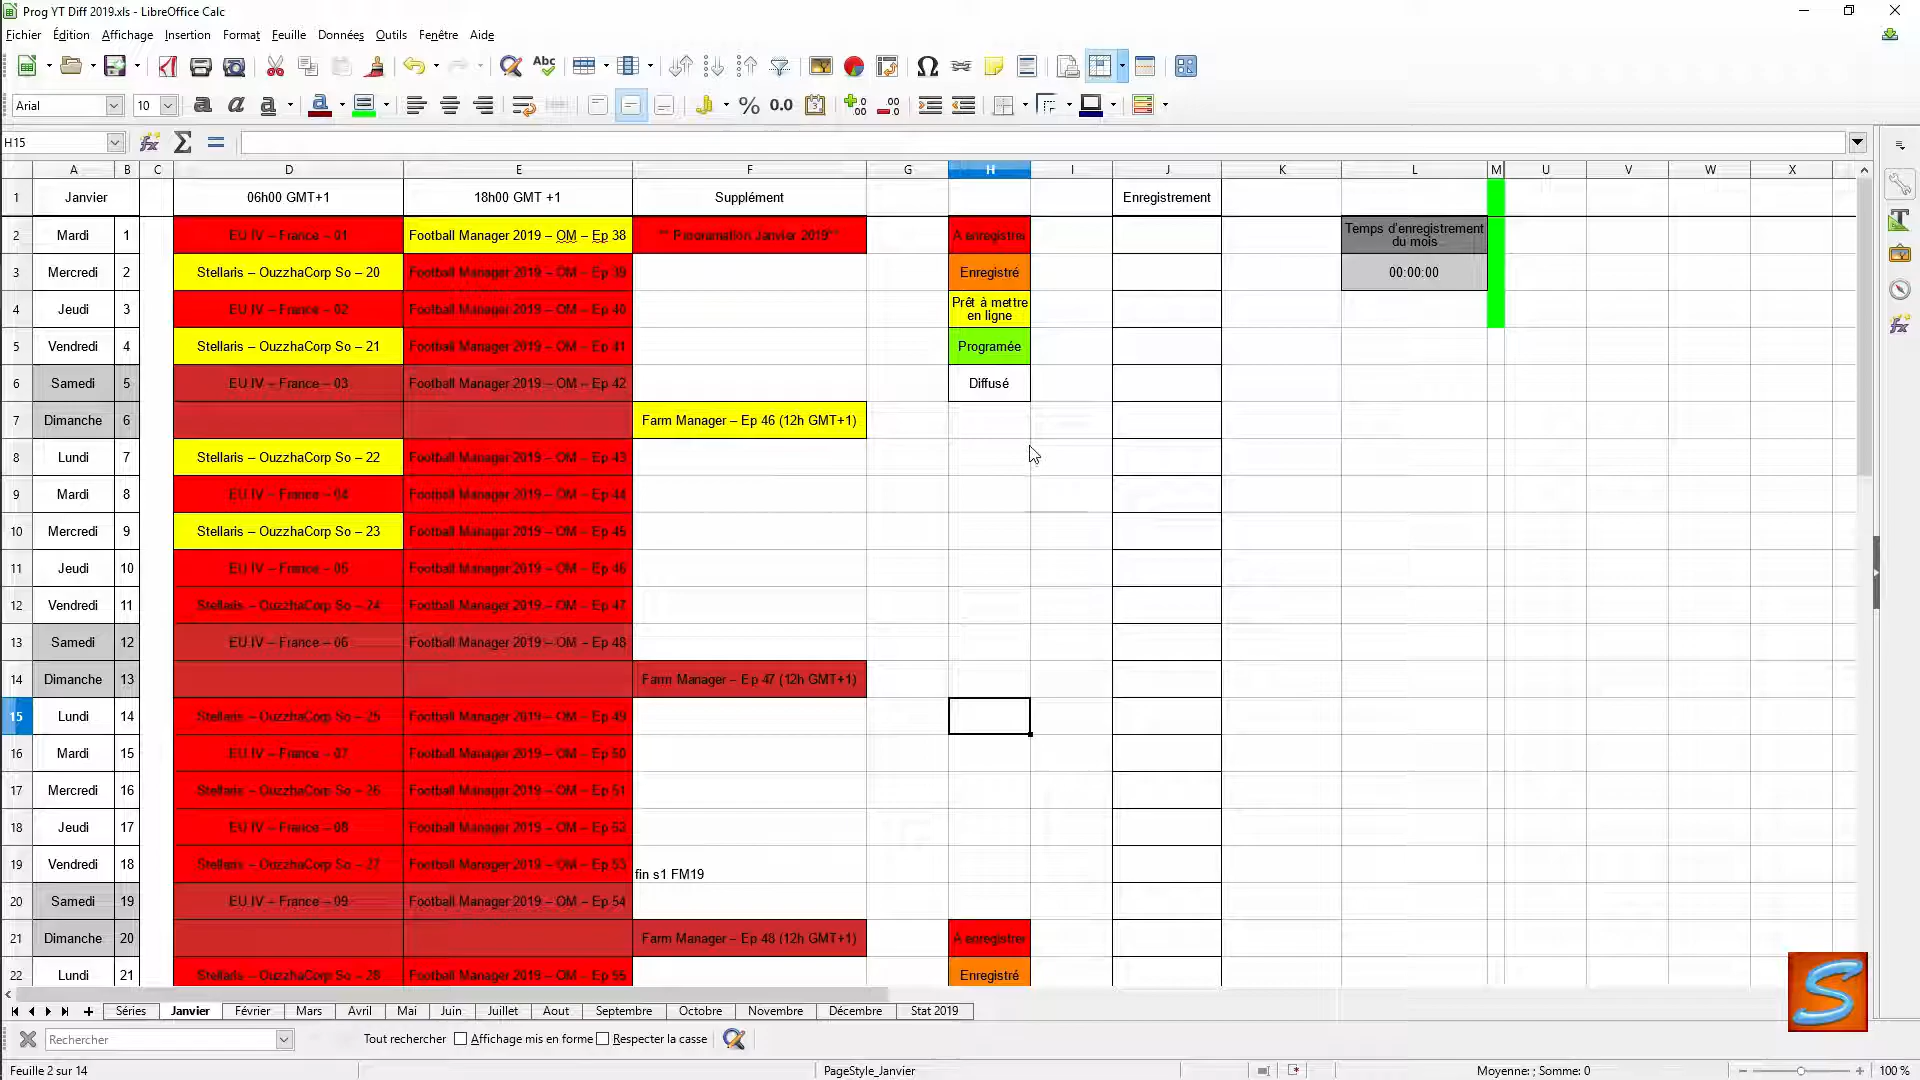 Prog YT Diff 2019.xls - LibreOffice Calc
Fichier Édition Affichage Insertion Format Feuille Données Outils Fenêtre Aide
Abc
Arial 10 a a a a % 0.0
H15
A B C D E F G H I J K L M U V W X
1 Janvier 06h00 GMT+1 18h00 GMT +1 Supplément Enregistrement
2 Mardi 1 EU IV – France – 01 Football Manager 2019 – OM – Ep 38 ** Programation Janvier 2019** A enregistrer Temps d'enregistrement
du mois
3 Mercredi 2 Stellaris – OuzzhaCorp So – 20 Football Manager 2019 – OM – Ep 39 Enregistré 00:00:00
4 Jeudi 3 EU IV – France – 02 Football Manager 2019 – OM – Ep 40 Prêt à mettre
en ligne
5 Vendredi 4 Stellaris – OuzzhaCorp So – 21 Football Manager 2019 – OM – Ep 41 Programée
6 Samedi 5 EU IV – France – 03 Football Manager 2019 – OM – Ep 42 Diffusé
7 Dimanche 6 Farm Manager – Ep 46 (12h GMT+1)
8 Lundi 7 Stellaris – OuzzhaCorp So – 22 Football Manager 2019 – OM – Ep 43
9 Mardi 8 EU IV – France – 04 Football Manager 2019 – OM – Ep 44
10 Mercredi 9 Stellaris – OuzzhaCorp So – 23 Football Manager 2019 – OM – Ep 45
11 Jeudi 10 EU IV – France – 05 Football Manager 2019 – OM – Ep 46
12 Vendredi 11 Stellaris – OuzzhaCorp So – 24 Football Manager 2019 – OM – Ep 47
13 Samedi 12 EU IV – France – 06 Football Manager 2019 – OM – Ep 48
14 Dimanche 13 Farm Manager – Ep 47 (12h GMT+1)
15 Lundi 14 Stellaris – OuzzhaCorp So – 25 Football Manager 2019 – OM – Ep 49
16 Mardi 15 EU IV – France – 07 Football Manager 2019 – OM – Ep 50
17 Mercredi 16 Stellaris – OuzzhaCorp So – 26 Football Manager 2019 – OM – Ep 51
18 Jeudi 17 EU IV – France – 08 Football Manager 2019 – OM – Ep 52
19 Vendredi 18 Stellaris – OuzzhaCorp So – 27 Football Manager 2019 – OM – Ep 53 fin s1 FM19
20 Samedi 19 EU IV – France – 09 Football Manager 2019 – OM – Ep 54
21 Dimanche 20 Farm Manager – Ep 48 (12h GMT+1) A enregistrer
22 Lundi 21 Stellaris – OuzzhaCorp So – 28 Football Manager 2019 – OM – Ep 55 Enregistré
Séries Janvier Février Mars Avril Mai Juin Juillet Aout Septembre Octobre Novembre Décembre Stat 2019
Rechercher Tout rechercher Affichage mis en forme Respecter la casse
Feuille 2 sur 14 PageStyle_Janvier Moyenne: ; Somme: 0 100 %